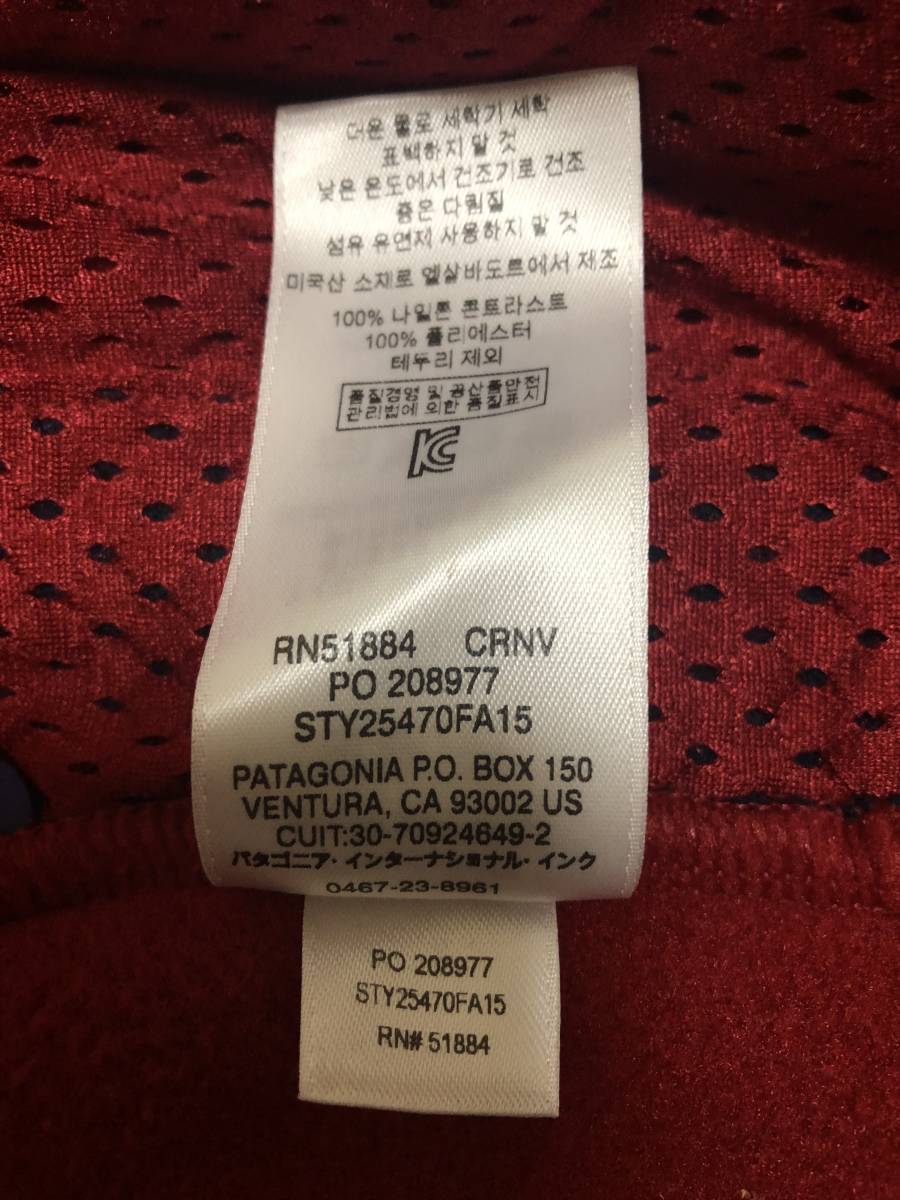 더운 물로 세탁기 세탁
표백하지 말 것
낮은 온도에서 건조기로 건조
중온 다림질
섬유 유연제 사용하지 말 것
미국산 소재로 엘살바도르에서 제조
100% 나일론 콘트라스트
100% 폴리에스터
테두리 제외
품질경영 및 공산품안전
관리법에 의한 품질표시
KC
RN51884 CRNV
PO 208977
STY25470FA15
PATAGONIA P.O. BOX 150
VENTURA, CA 93002 US
CUIT:30-70924649-2
パタゴニア・インターナショナル・インク
0467-23-8961
PO 208977
STY25470FA15
RN# 51884